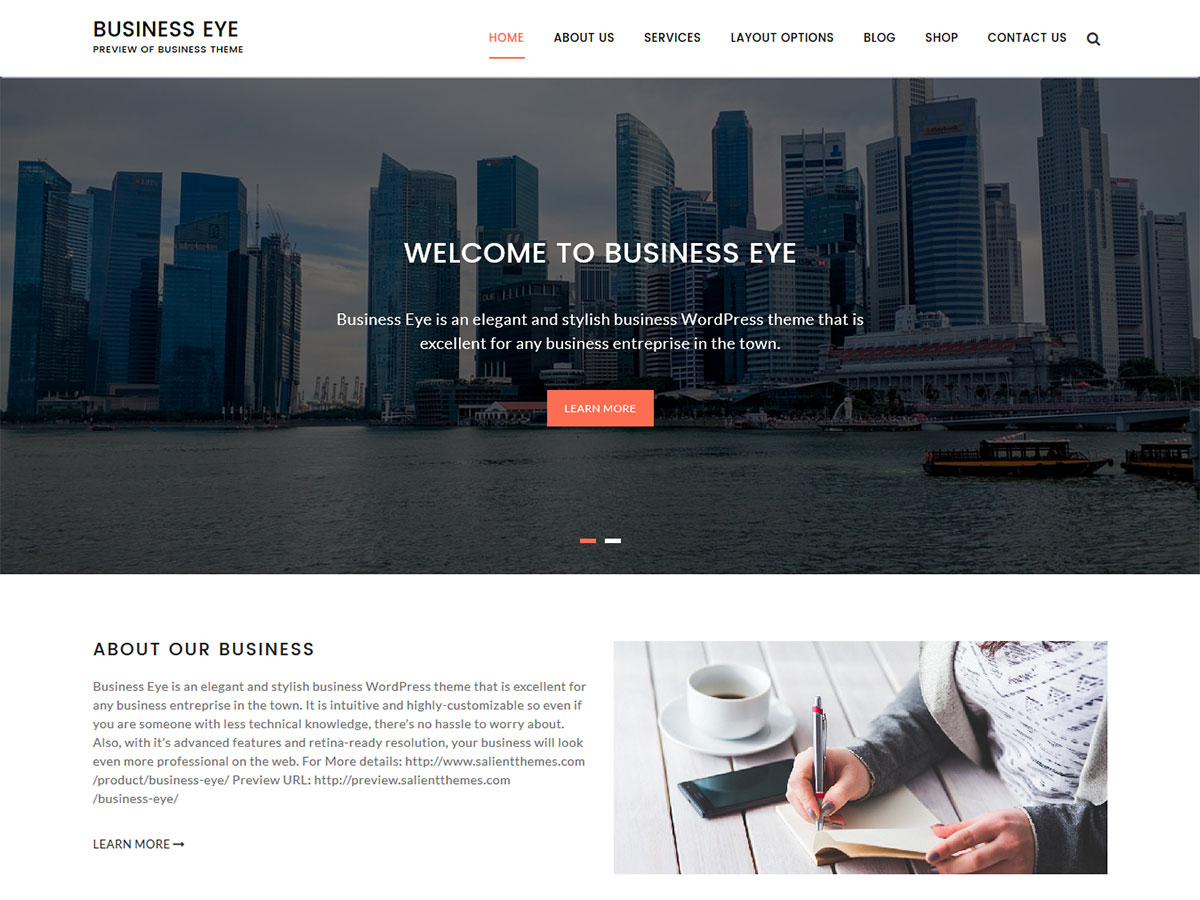 BUSINESS EYE
PREVIEW OF BUSINESS THEME
HOME ABOUT US SERVICES LAYOUT OPTIONS BLOG SHOP CONTACT US
WELCOME TO BUSINESS EYE
Business Eye is an elegant and stylish business WordPress theme that is
excellent for any business entreprise in the town.
LEARN MORE
ABOUT OUR BUSINESS
Business Eye is an elegant and stylish business WordPress theme that is excellent for
any business entreprise in the town. It is intuitive and highly-customizable so even if
you are someone with less technical knowledge, there's no hassle to worry about.
Also, with it's advanced features and retina-ready resolution, your business will look
even more professional on the web. For More details: http://www.salientthemes.com
/product/business-eye/ Preview URL: http://preview.salientthemes.com
/business-eye/
LEARN MORE